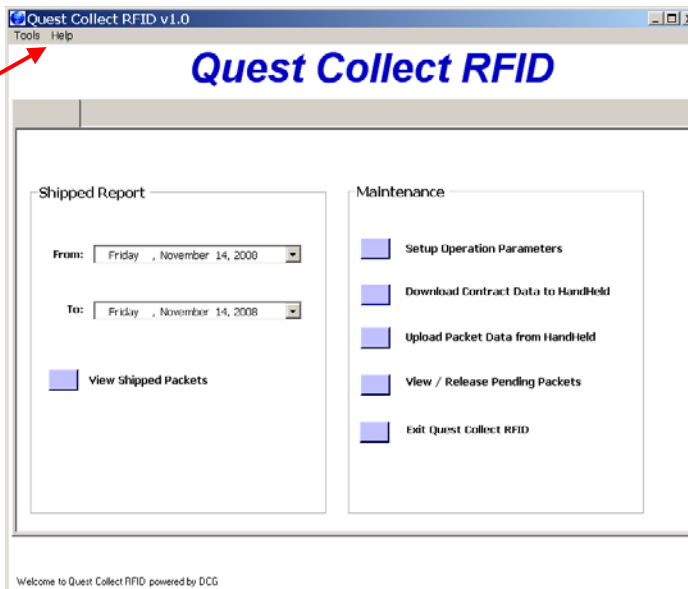 Quest Collect RFID v1.0
Tools Help
Quest Collect RFID
Shipped Report
From: Friday , November 14, 2008
To: Friday , November 14, 2008
View Shipped Packets
Maintenance
Setup Operation Parameters
Download Contract Data to HandHeld
Upload Packet Data from HandHeld
View / Release Pending Packets
Exit Quest Collect RFID
Welcome to Quest Collect RFID powered by DCG